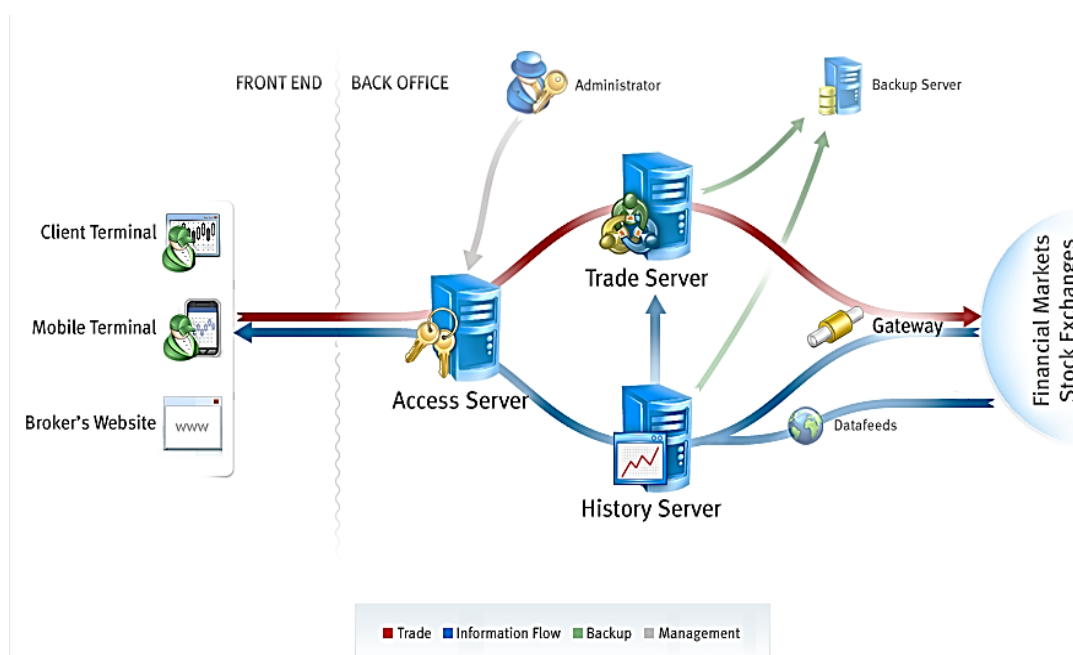 FRONT END
BACK OFFICE
Administrator
Backup Server
Client Terminal
Trade Server
Mobile Terminal
Gateway
Access Server
Broker's Website
www
Datafeeds
History Server
Financial Markets
Stock Exchanges
Trade
Information Flow
Backup
Management